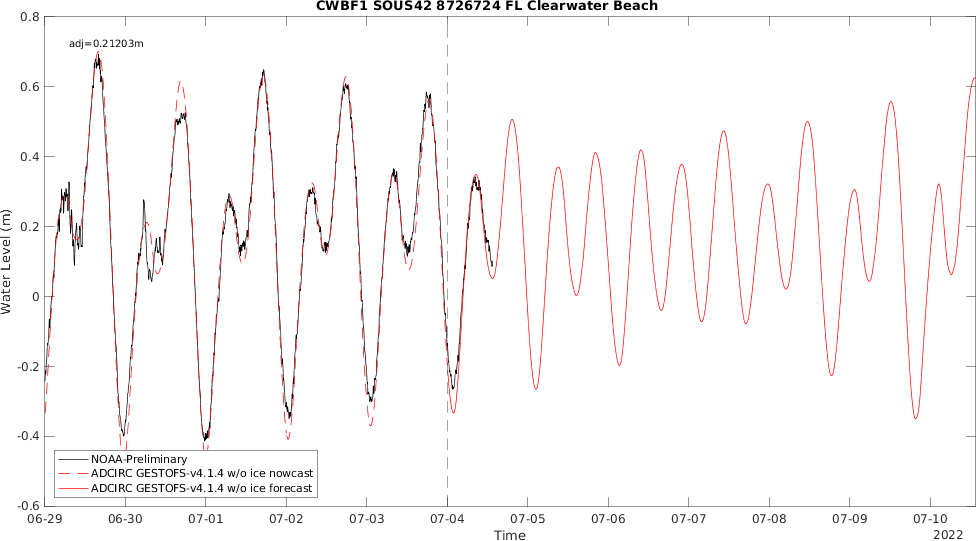 CWBF1 SOUS42 8726724 FL Clearwater Beach
0.8
adj=0.21203m
0.6
0.4
0.2
0
-0.2
-0.4
-0.6
Water Level (m)
NOAA-Preliminary
ADCIRC GESTOFS-v4.1.4 w/o ice nowcast
ADCIRC GESTOFS-v4.1.4 w/o ice forecast
06-29 06-30 07-01 07-02 07-03 07-04 07-05 07-06 07-07 07-08 07-09 07-10
Time
2022